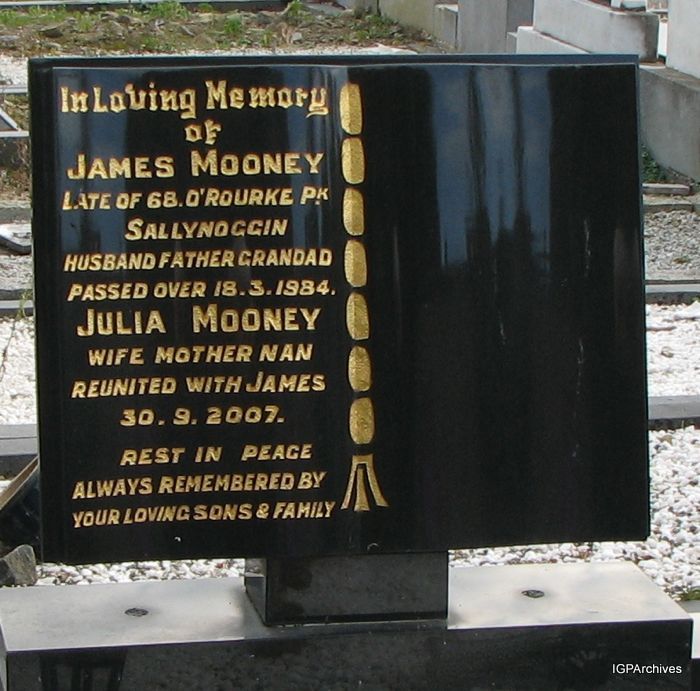 In Loving Memory
of
JAMES MOONEY
LATE OF 68. O'ROURKE PK
SALLYNOGGIN
HUSBAND FATHER GRANDAD
PASSED OVER 18.3.1984.
JULIA MOONEY
WIFE MOTHER NAN
REUNITED WITH JAMES
30.9.2007.
REST IN PEACE
ALWAYS REMEMBERED BY
YOUR LOVING SONS & FAMILY
IGPArchives